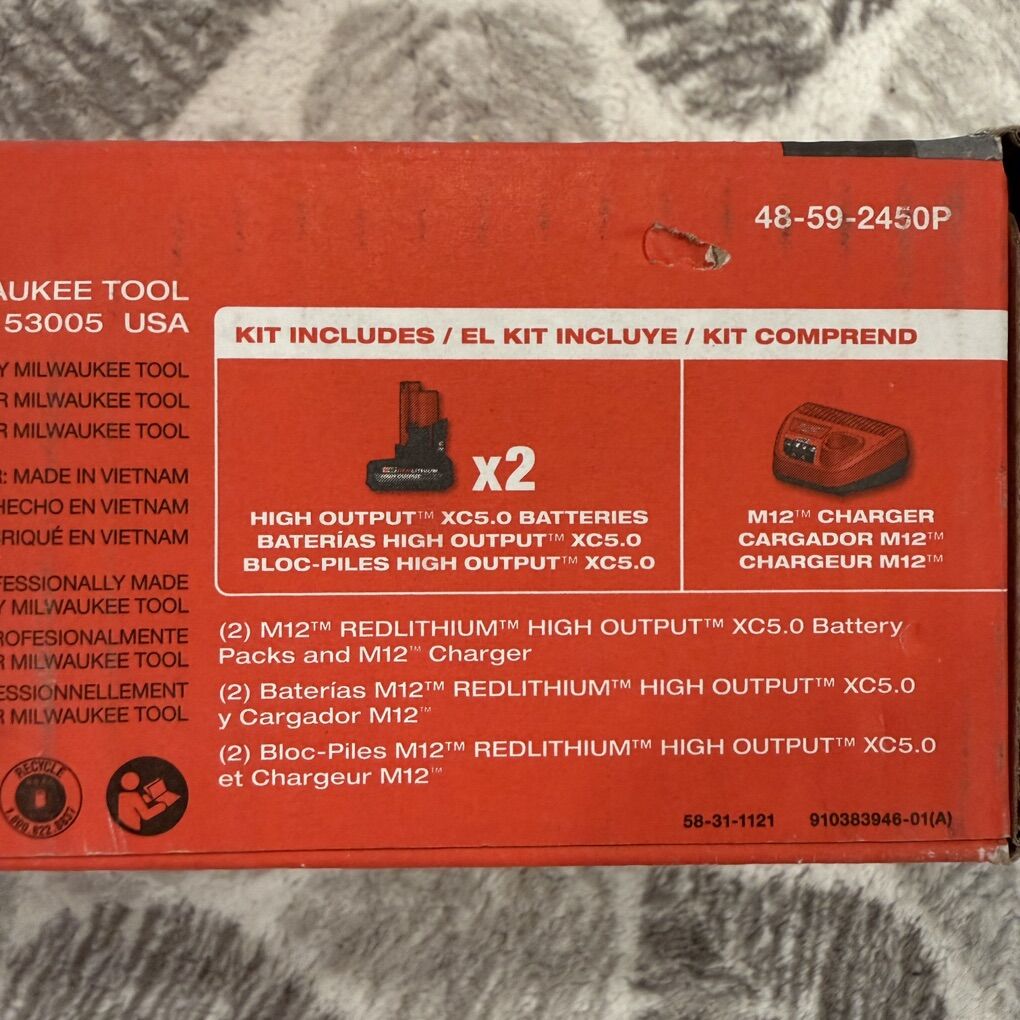 48-59-2450P
AUKEE TOOL
53005 USA
Y MILWAUKEE TOOL
R MILWAUKEE TOOL
R MILWAUKEE TOOL
R: MADE IN VIETNAM
HECHO EN VIETNAM
BRIQUÉ EN VIETNAM
FESSIONALLY MADE
Y MILWAUKEE TOOL
ROFESIONALMENTE
R MILWAUKEE TOOL
ESSIONNELLEMENT
R MILWAUKEE TOOL
RECYCLE
1.800.822.8837
KIT INCLUDES / EL KIT INCLUYE / KIT COMPREND
x2
HIGH OUTPUT™ XC5.0 BATTERIES
BATERÍAS HIGH OUTPUT™ XC5.0
BLOC-PILES HIGH OUTPUT™ XC5.0
M12™ CHARGER
CARGADOR M12™
CHARGEUR M12™
(2) M12™ REDLITHIUM™ HIGH OUTPUT™ XC5.0 Battery
Packs and M12™ Charger
(2) Baterías M12™ REDLITHIUM™ HIGH OUTPUT™ XC5.0
y Cargador M12™
(2) Bloc-Piles M12™ REDLITHIUM™ HIGH OUTPUT™ XC5.0
et Chargeur M12™
58-31-1121 910383946-01(A)